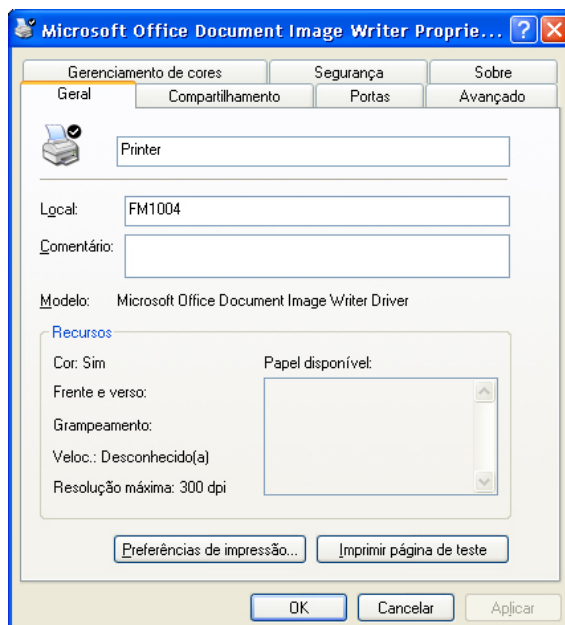 Microsoft Office Document Image Writer Proprie...
Gerenciamento de cores Segurança Sobre
Geral Compartilhamento Portas Avançado
Printer
Local: FM1004
Comentário:
Modelo: Microsoft Office Document Image Writer Driver
Recursos
Cor: Sim Papel disponível:
Frente e verso:
Grampeamento:
Veloc.: Desconhecido(a)
Resolução máxima: 300 dpi
Preferências de impressão... Imprimir página de teste
OK Cancelar Aplicar